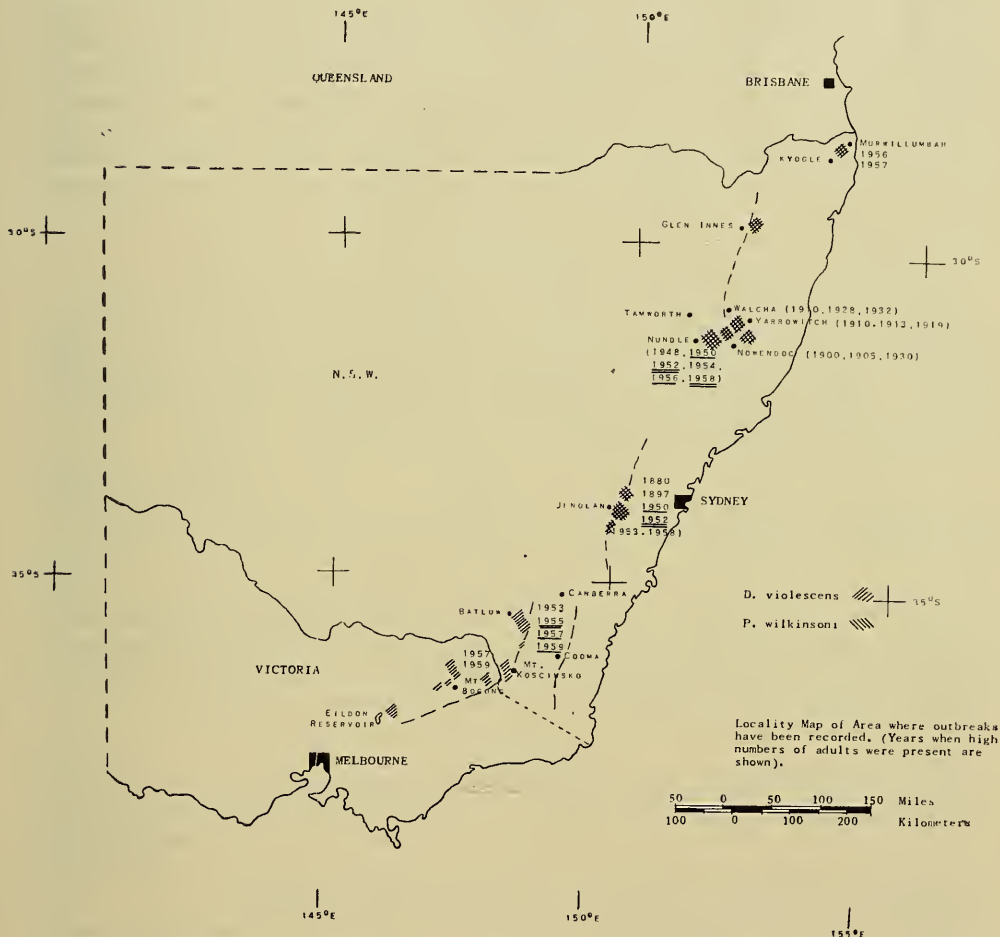 145°E
150°E
QUEENSLAND
BRISBANE
MURWILLUMBAH
1956
1957
KYOGLE
30°S
GLEN INNES
30°S
TAMWORTH
WALCHA (1910, 1928, 1932)
YARROWITCH (1910-1913, 1919)
NUNDLE
NOWENDOC (1900, 1905, 1930)
(1948, 1950
1952, 1954,
1956, 1958)
N.S.W.
1880
1897
JENOLAN
1950
1952
(1953-1958)
SYDNEY
35°S
CANBERRA
D. violescens
35°S
P. wilkinsoni
BATLOW
1953
1955
1957
1959
COOMA
VICTORIA
1957
1959
MT.
KOSCIUSKO
MT
BOGONG
EILDON
RESERVOIR
MELBOURNE
Locality Map of Area where outbreaks
have been recorded. (Years when high
numbers of adults were present are
shown).
50 0 50 100 150 Miles
100 0 100 200 Kilometers
145°E
150°E
155°E